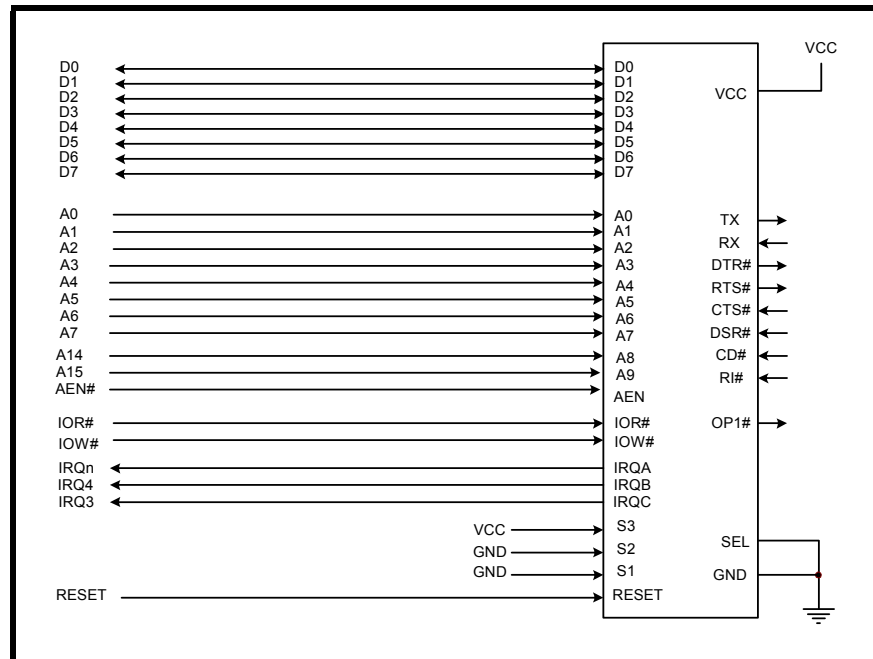 VCC
D0 D0
D1 D1
D2 D2 VCC
D3 D3
D4 D4
D5 D5
D6 D6
D7 D7
A0 A0 TX
A1 A1
A2 A2 RX
A3 A3 DTR#
A4 A4 RTS#
A5 A5
A6 A6 CTS#
A7 A7 DSR#
A14 A8 CD#
A15 A9 RI#
AEN# AEN
IOR# IOR# OP1#
IOW# IOW#
IRQn IRQA
IRQ4 IRQB
IRQ3 IRQC
VCC S3
GND S2 SEL
GND S1 GND
RESET RESET